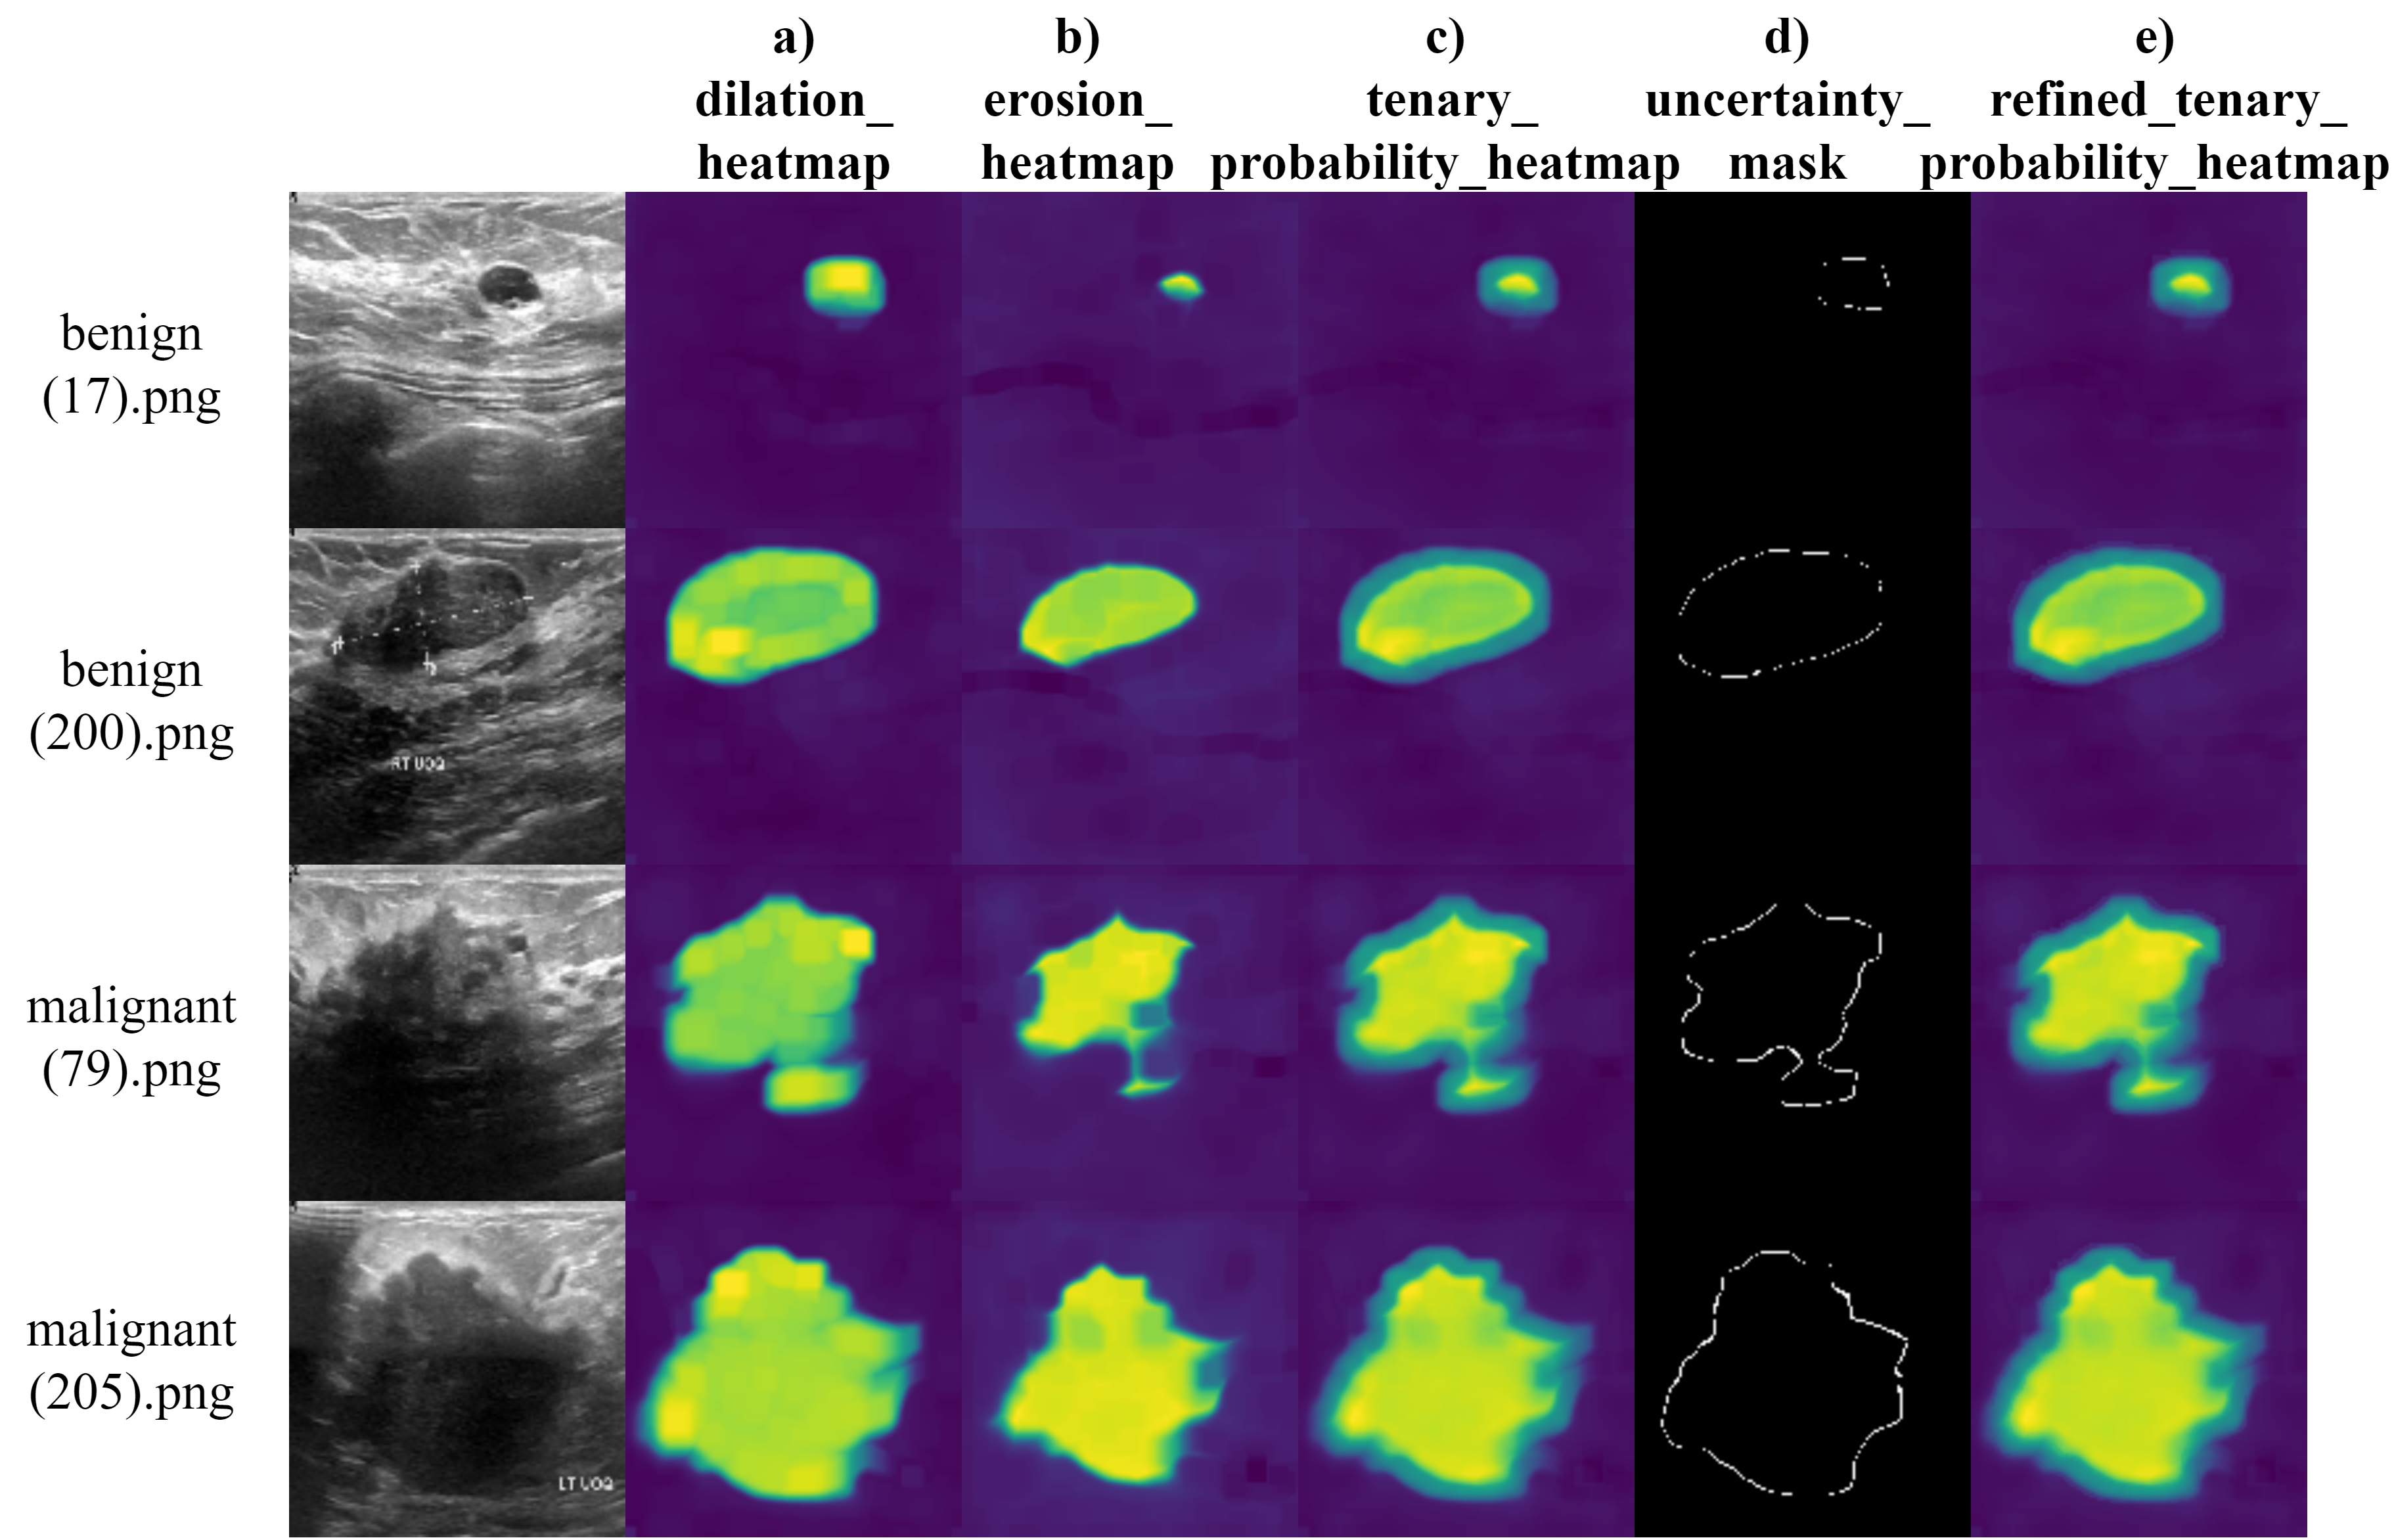 a)
dilation_
heatmap
b)
erosion_
heatmap
c)
tenary_
probability_heatmap
d)
uncertainty_
mask
e)
refined_tenary_
probability_heatmap
benign
(17).png
benign
(200).png
RT UOQ
malignant
(79).png
malignant
(205).png
LT UOQ